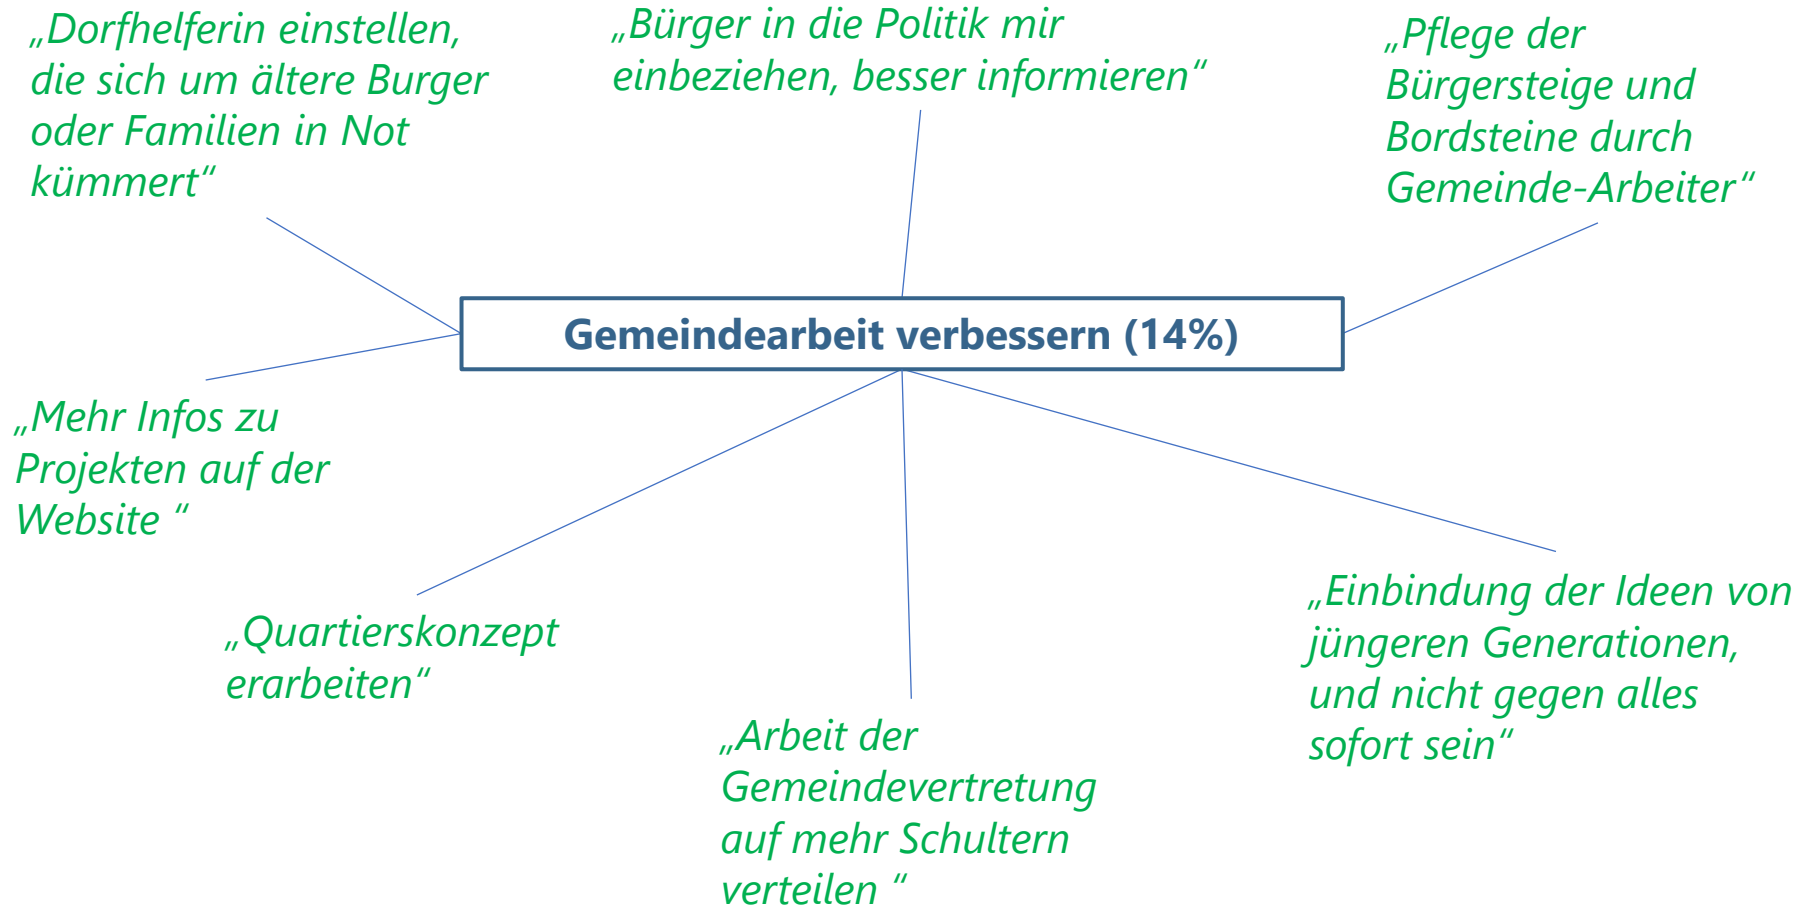 „Dorfhelferin einstellen,
die sich um ältere Burger
oder Familien in Not
kümmert“
„Bürger in die Politik mir
einbeziehen, besser informieren“
„Pflege der
Bürgersteige und
Bordsteine durch
Gemeinde-Arbeiter“
Gemeindearbeit verbessern (14%)
„Mehr Infos zu
Projekten auf der
Website “
„Quartierskonzept
erarbeiten“
„Arbeit der
Gemeindevertretung
auf mehr Schultern
verteilen “
„Einbindung der Ideen von
jüngeren Generationen,
und nicht gegen alles
sofort sein“